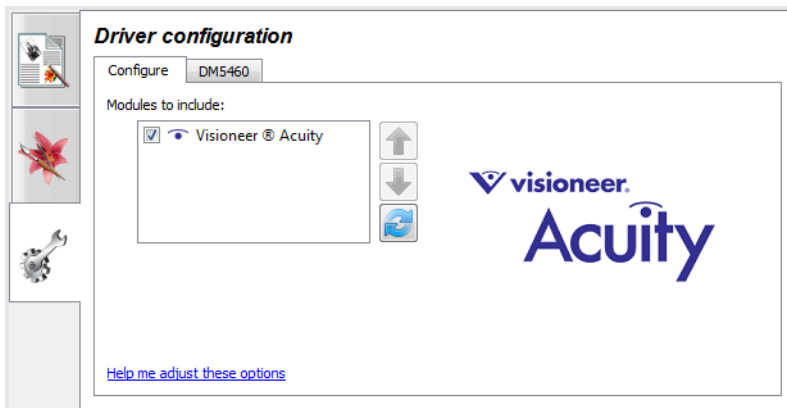 Driver configuration
Configure DM5460
Modules to include:
Visioneer ® Acuity
visioneer.
Acuity
Help me adjust these options